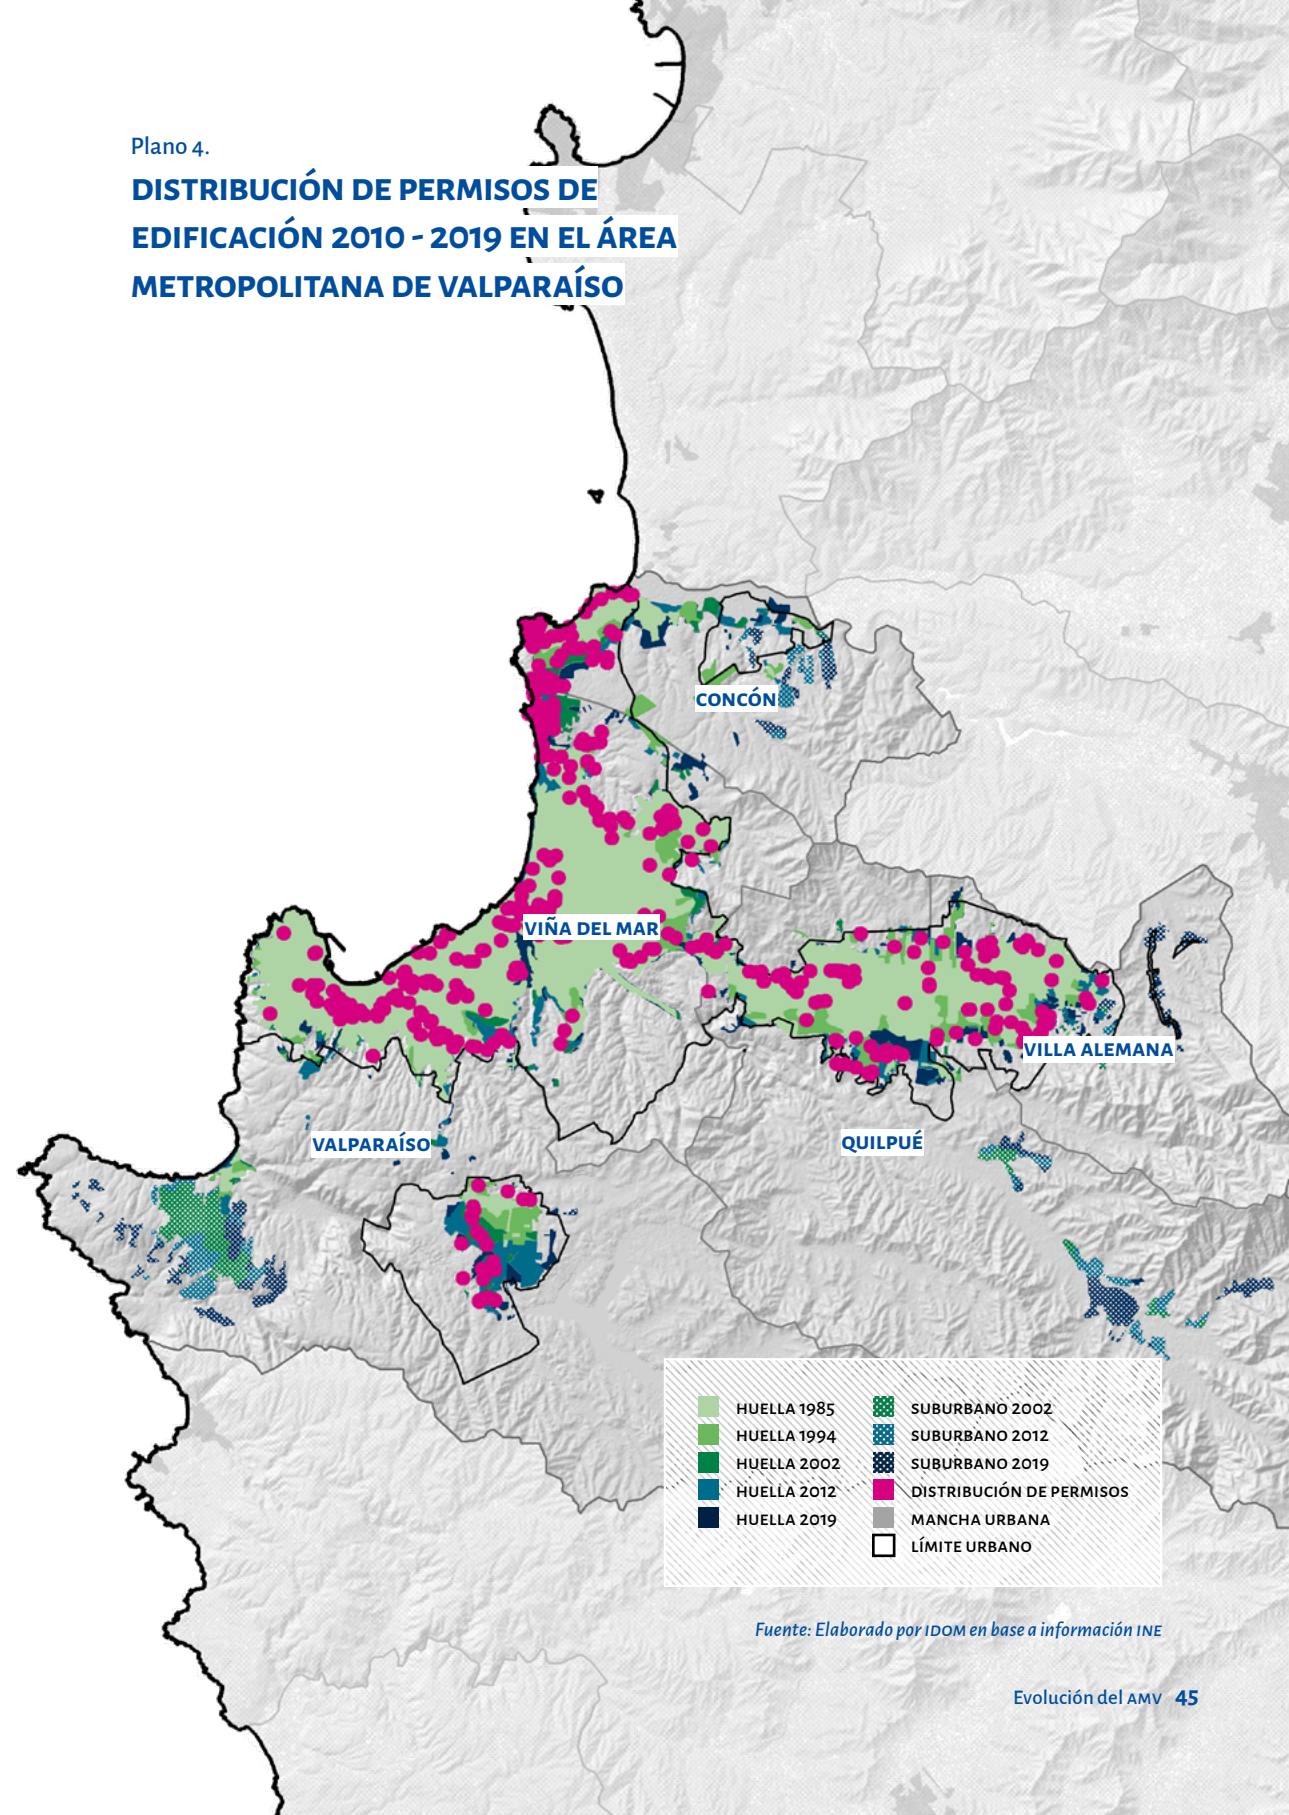 Plano 4.
DISTRIBUCIÓN DE PERMISOS DE
EDIFICACIÓN 2010 - 2019 EN EL ÁREA
METROPOLITANA DE VALPARAÍSO
CONCÓN
VIÑA DEL MAR
VILLA ALEMANA
VALPARAÍSO
QUILPUÉ
HUELLA 1985
HUELLA 1994
HUELLA 2002
HUELLA 2012
HUELLA 2019
SUBURBANO 2002
SUBURBANO 2012
SUBURBANO 2019
DISTRIBUCIÓN DE PERMISOS
MANCHA URBANA
LÍMITE URBANO
Fuente: Elaborado por IDOM en base a información INE
Evolución del AMV 45